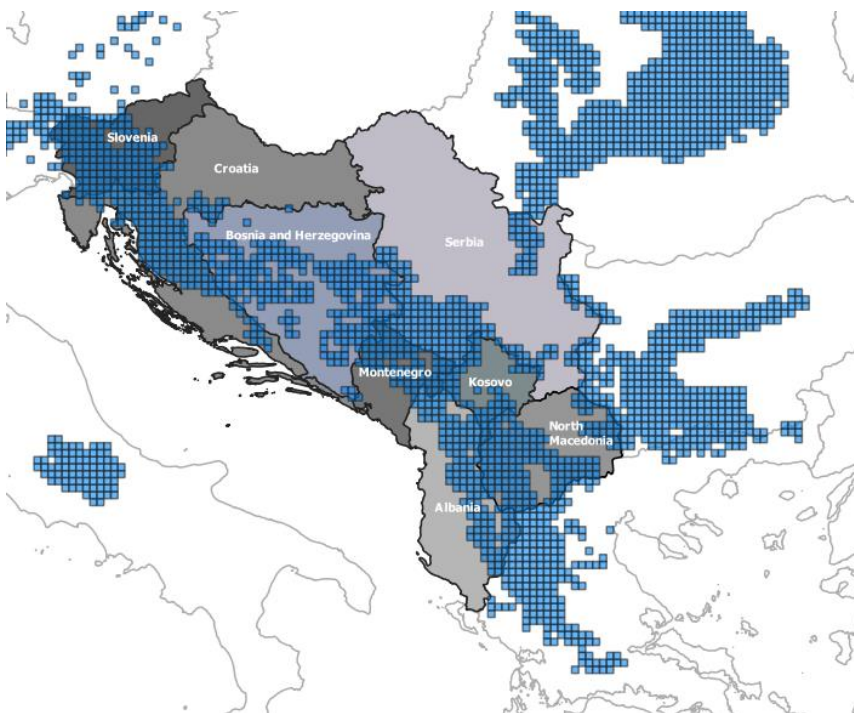 Slovenia
Croatia
Bosnia and Herzegovina
Serbia
Montenegro
Kosovo
North
Macedonia
Albania